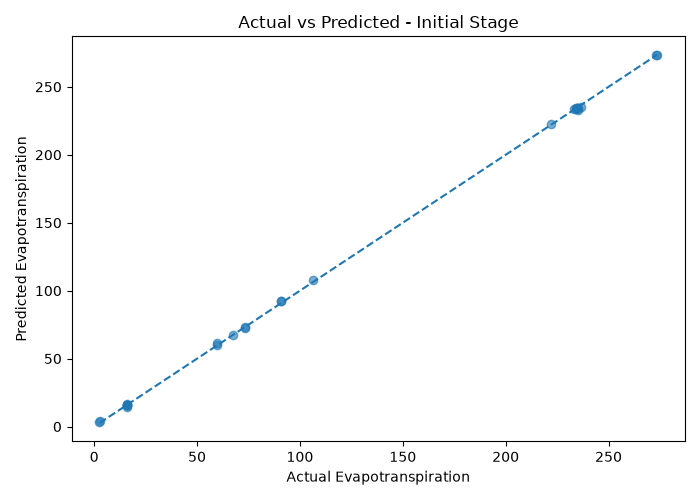 Actual vs Predicted - Initial Stage
Predicted Evapotranspiration
250
200
150
100
50
0
0 50 100 150 200 250
Actual Evapotranspiration